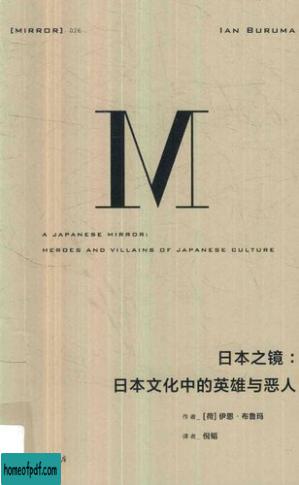 [MIRROR] 026 IAN BURUMA
M
A JAPANESE MIRROR:
HEROES AND VILLAINS OF JAPANESE CULTURE
日本之镜：
日本文化中的英雄与恶人
作者_ [荷] 伊恩·布鲁玛
译者_ 倪韬
homeofpdf.com